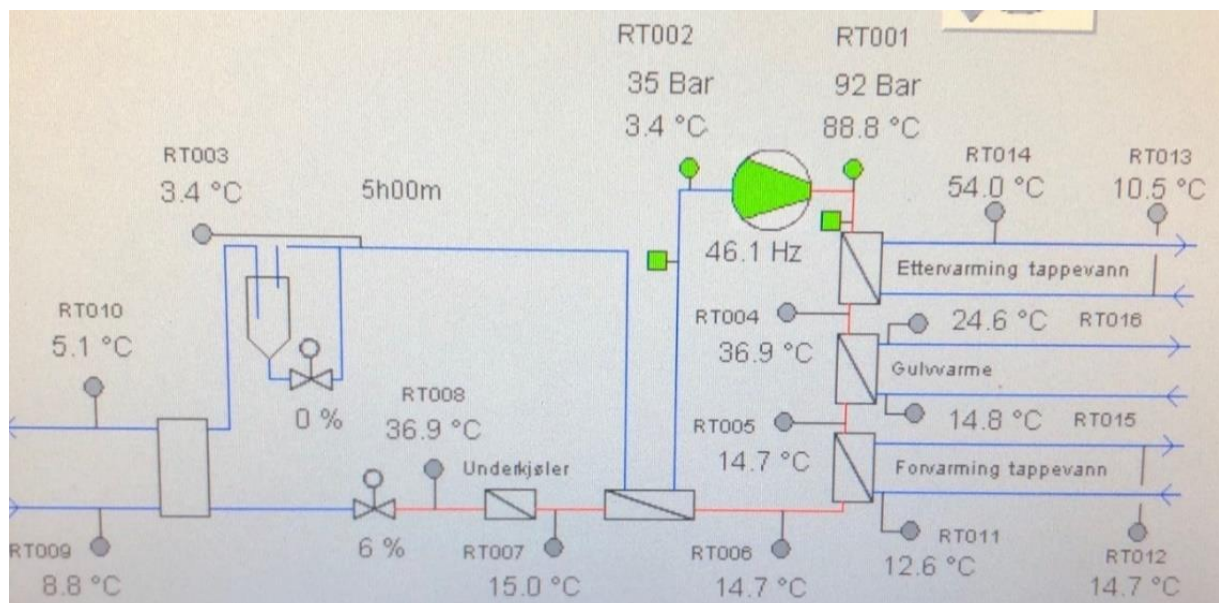 RT002
RT001
35 Bar
92 Bar
3.4 °C
88.8 °C
RT003
3.4 °C
5h00m
RT014
54.0 °C
RT013
10.5 °C
46.1 Hz
Ettervarming tappevann
RT010
5.1 °C
RT004
36.9 °C
24.6 °C
RT016
Gulvvarme
0 %
RT008
36.9 °C
RT005
14.7 °C
14.8 °C
RT015
Underkjøler
Forvarming tappevann
RT009
8.8 °C
6 %
RT007
15.0 °C
RT006
14.7 °C
RT011
12.6 °C
RT012
14.7 °C